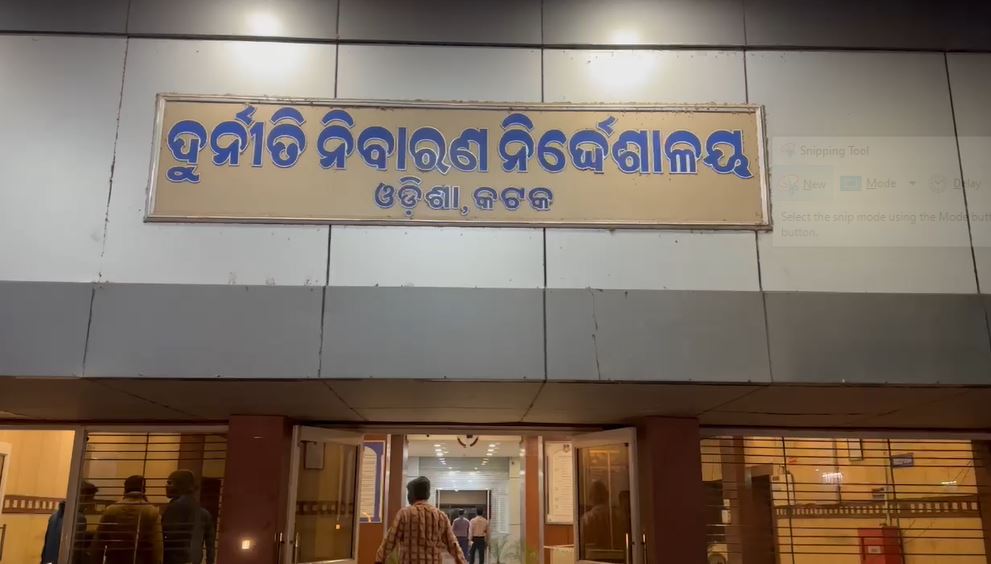 ଦୁର୍ନୀତି ନିବାରଣ ନିର୍ଦ୍ଦେଶାଳୟ
ଓଡ଼ିଶା, କଟକ
Snipping Tool
New Mode Delay
Select the snip mode using the Mode
button.